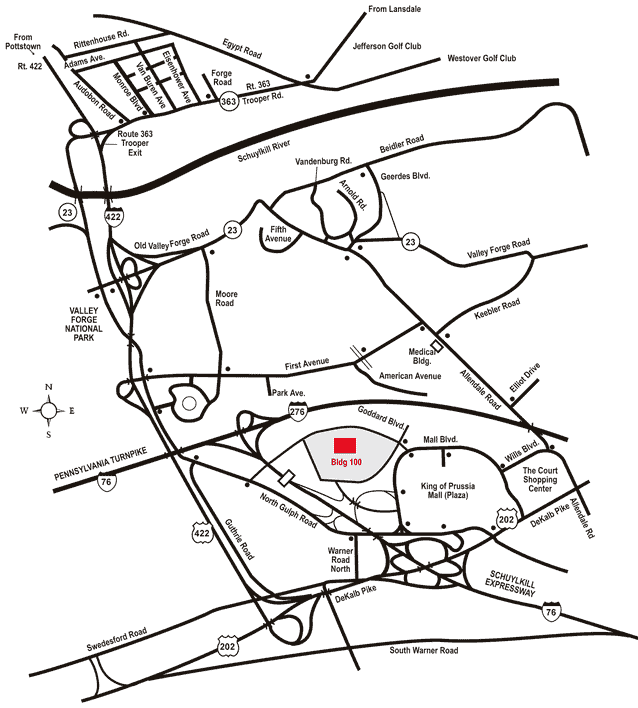 From Lansdale
From
Pottstown
Rittenhouse Rd.
Egypt Road
Jefferson Golf Club
Westover Golf Club
Rt. 422
Adams Ave.
Eisenhower Ave
Van Buren Ave
Monroe Blvd
Audobon Road
Forge
Road
Rt. 363
363
Trooper Rd.
Route 363
Trooper
Exit
Schuylkill River
Beidler Road
Vandenburg Rd.
Geerdes Blvd.
Arnold Rd.
23
422
Old Valley Forge Road
23
Fifth
Avenue
23
Valley Forge Road
Moore
Road
Keebler Road
VALLEY
FORGE
NATIONAL
PARK
Medical
Bldg.
First Avenue
American Avenue
Allendale Road
Elliot Drive
Park Ave.
N
W
E
S
276
Goddard Blvd.
Mall Blvd.
Wills Blvd.
PENNSYLVANIA TURNPIKE
76
Bldg 100
The Court
Shopping
Center
King of Prussia
Mall (Plaza)
North Gulph Road
202
DeKalb Pike
Allendale Rd
422
Guthrie Road
Warner
Road
North
SCHUYLKILL
EXPRESSWAY
76
DeKalb Pike
Swedesford Road
202
South Warner Road